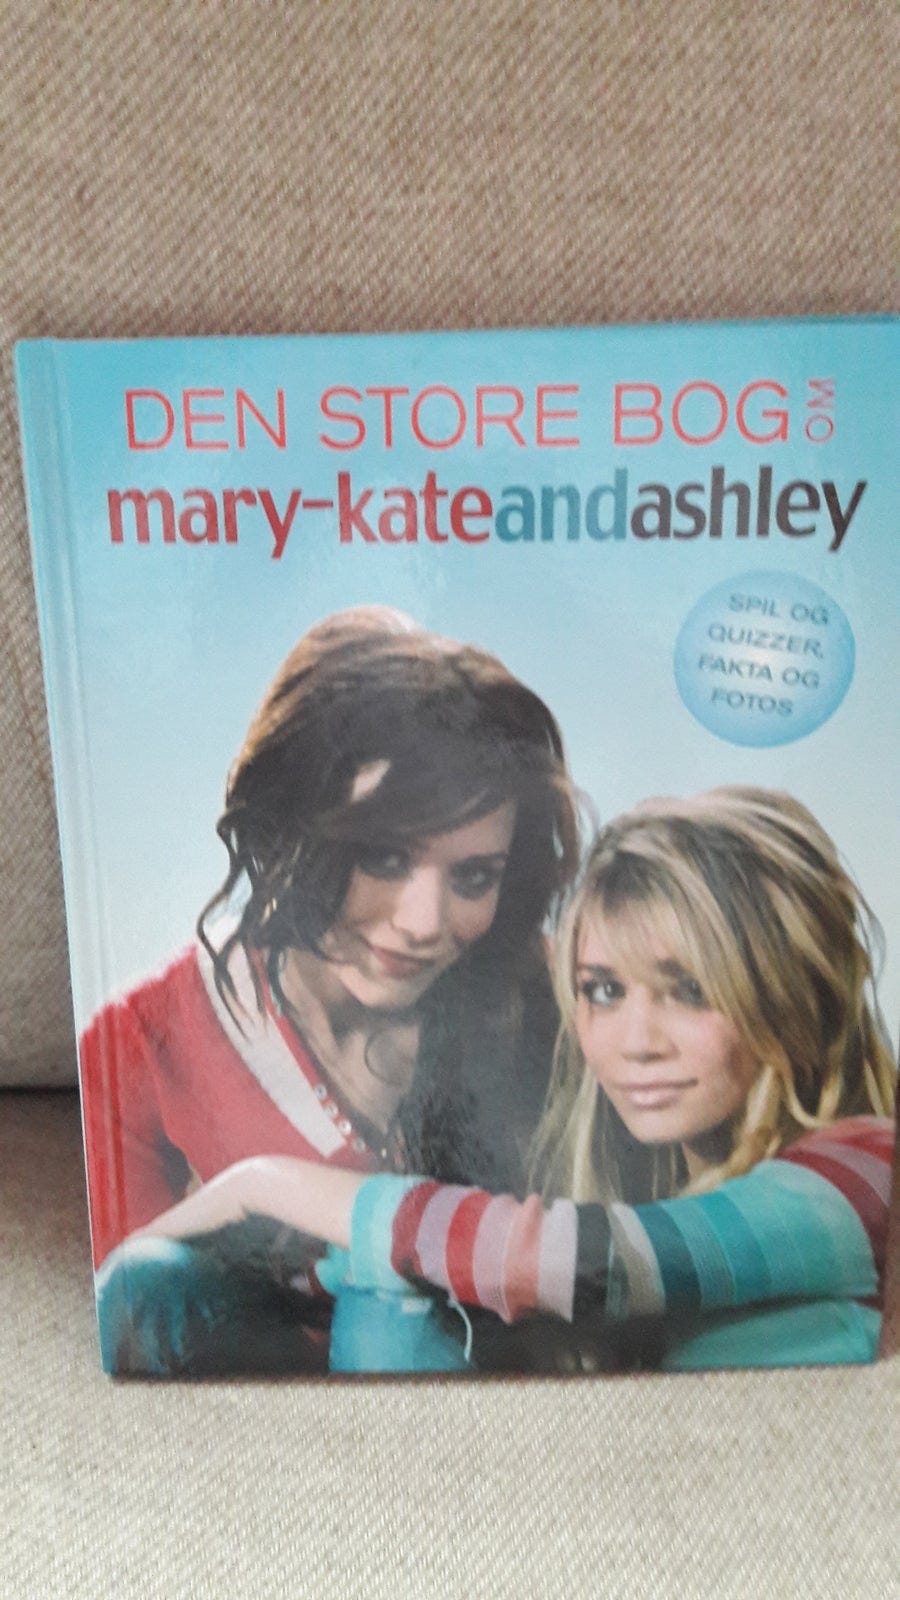 DEN STORE BOG OM
mary-kateandashley
SPIL OG
QUIZZER,
FAKTA OG
FOTOS